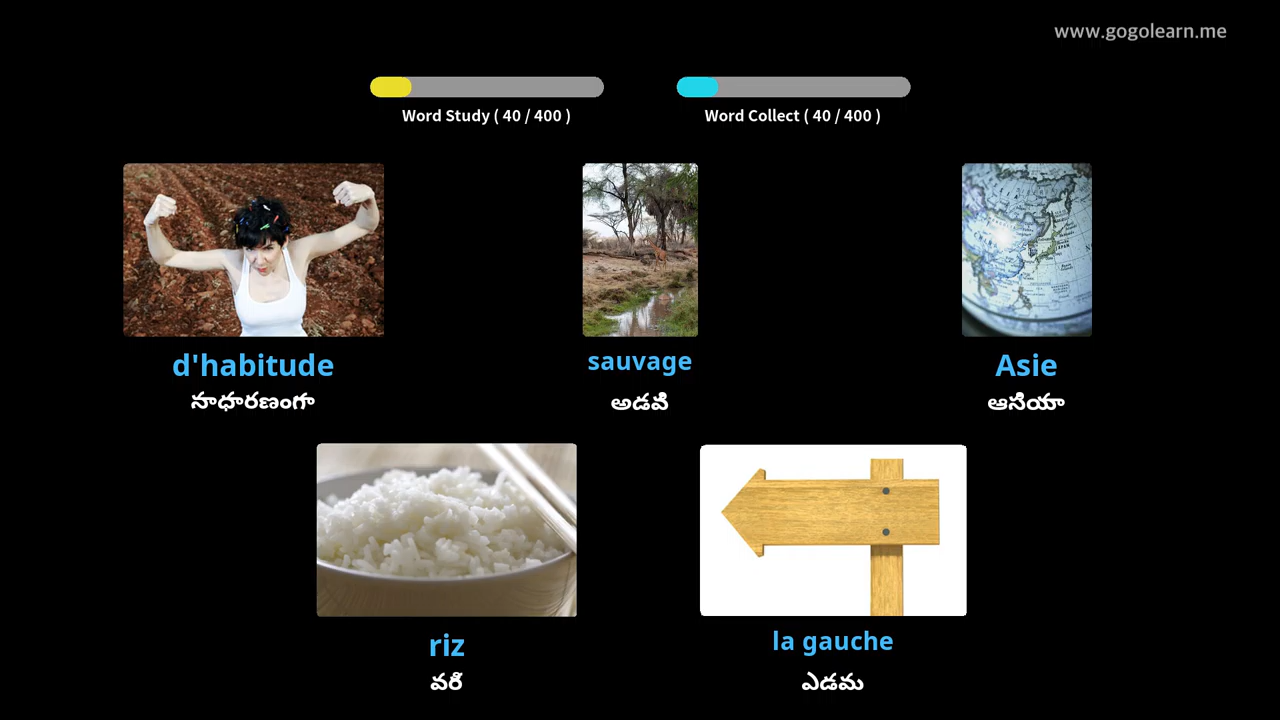 www.gogolearn.me
Word Study ( 40 / 400 )
Word Collect ( 40 / 400 )
d'habitude
సాధారణంగా
sauvage
అడవి
Asie
ఆసియా
riz
వరి
la gauche
ఎడమ